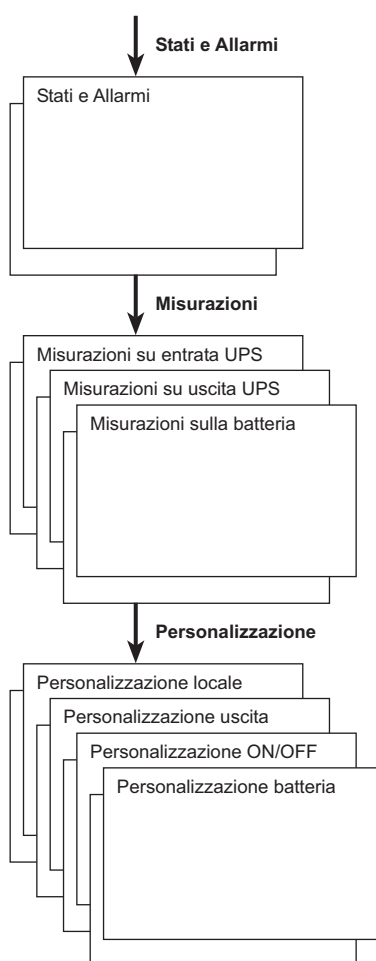 Stati e Allarmi
Stati e Allarmi
Misurazioni
Misurazioni su entrata UPS
Misurazioni su uscita UPS
Misurazioni sulla batteria
Personalizzazione
Personalizzazione locale
Personalizzazione uscita
Personalizzazione ON/OFF
Personalizzazione batteria